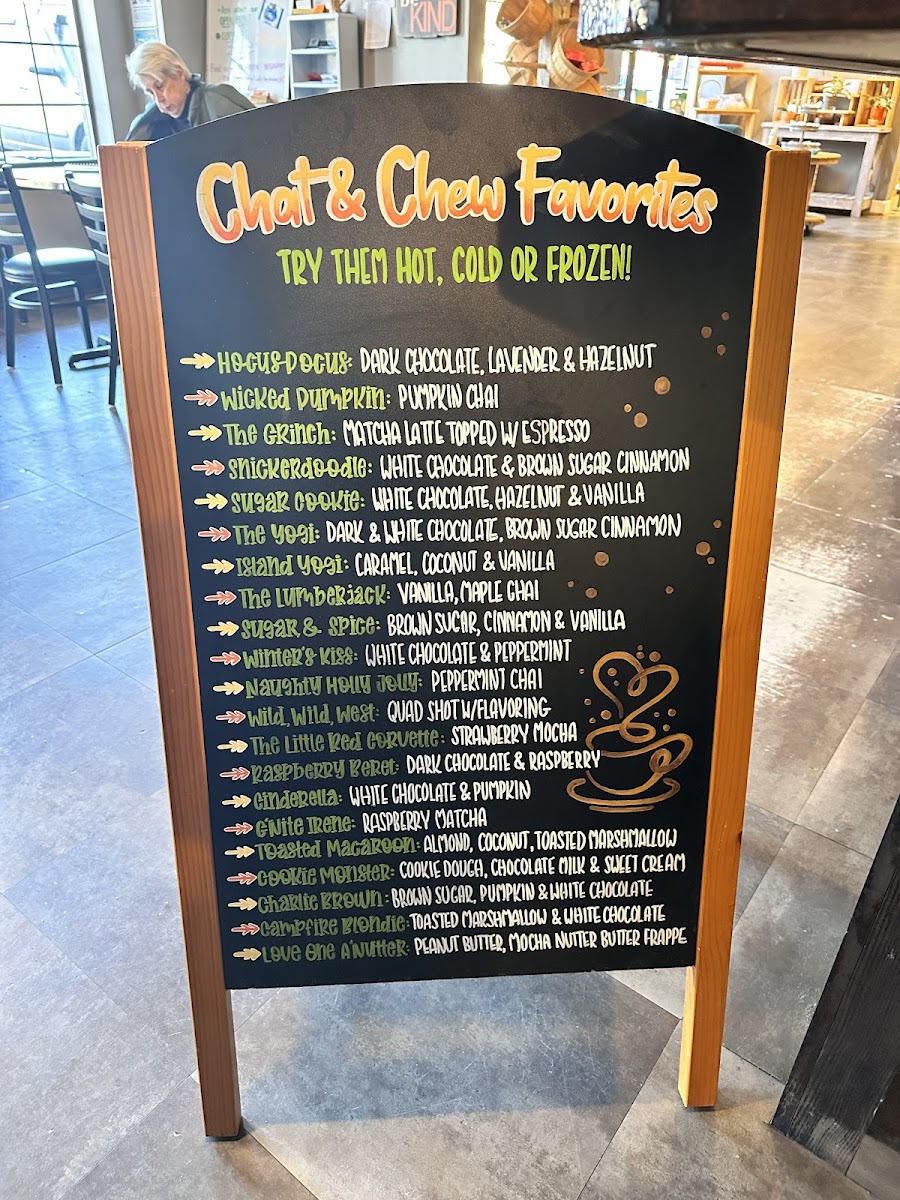 BE
KIND
Chat & Chew Favorites
TRY THEM HOT, COLD OR FROZEN!
HOCUS-POCUS: DARK CHOCOLATE, LAVENDER & HAZELNUT
WICKED PUMPKIN: PUMPKIN CHAI
THE GRINCH: MATCHA LATTE TOPPED W/ ESPRESSO
SNICKERDOODLE: WHITE CHOCOLATE & BROWN SUGAR CINNAMON
SUGAR COOKIE: WHITE CHOCOLATE, HAZELNUT & VANILLA
THE YOGI: DARK & WHITE CHOCOLATE, BROWN SUGAR CINNAMON
ISLAND YOGI: CARAMEL, COCONUT & VANILLA
THE LUMBERJACK: VANILLA, MAPLE CHAI
SUGAR & SPICE: BROWN SUGAR, CINNAMON & VANILLA
WINTER'S KISS: WHITE CHOCOLATE & PEPPERMINT
NAUGHTY HOLLY JOLLY: PEPPERMINT CHAI
WILD, WILD, WEST: QUAD SHOT W/FLAVORING
THE LITTLE RED CORVETTE: STRAWBERRY MOCHA
RASPBERRY BERET: DARK CHOCOLATE & RASPBERRY
CINDERELLA: WHITE CHOCOLATE & PUMPKIN
G'NITE IRENE: RASPBERRY MATCHA
TOASTED MACAROON: ALMOND, COCONUT, TOASTED MARSHMALLOW
COOKIE MONSTER: COOKIE DOUGH, CHOCOLATE MILK & SWEET CREAM
CHARLIE BROWN: BROWN SUGAR, PUMPKIN & WHITE CHOCOLATE
CAMPFIRE BLONDIE: TOASTED MARSHMALLOW & WHITE CHOCOLATE
LOVE ONE A'NUTTER: PEANUT BUTTER, MOCHA NUTTER BUTTER FRAPPE